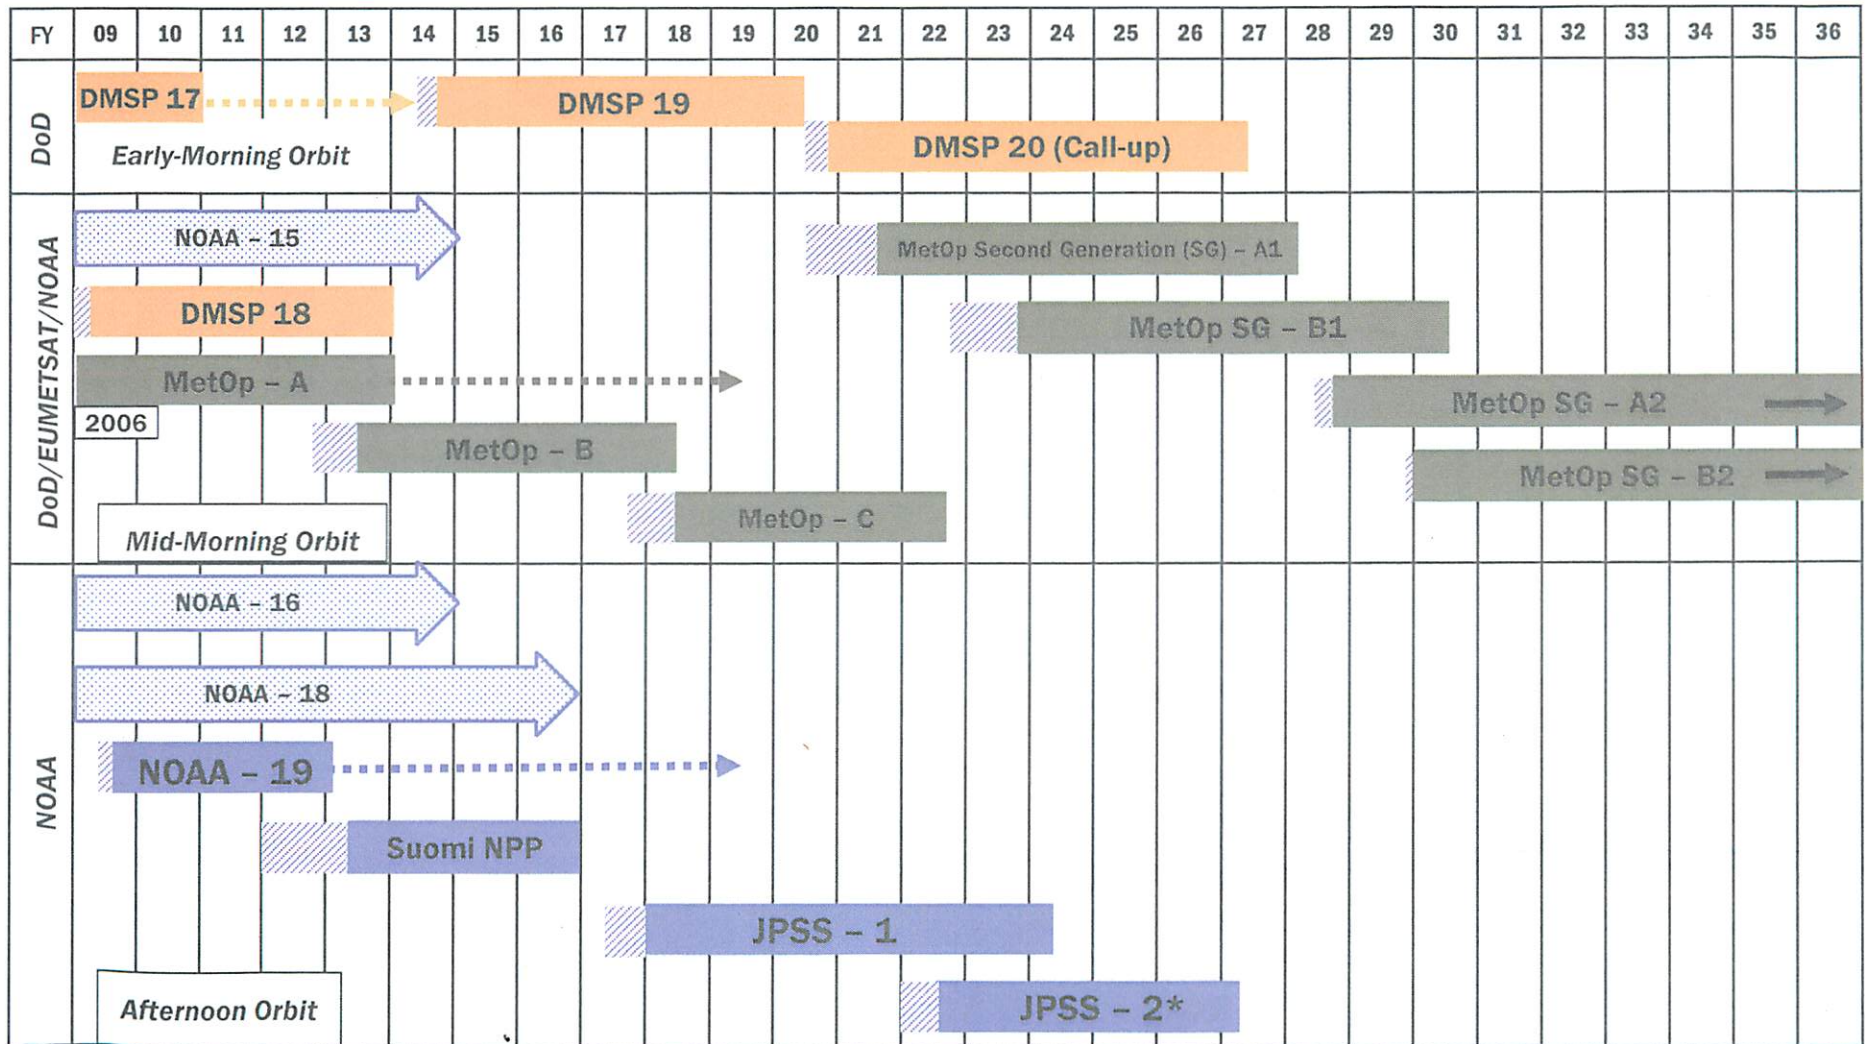 FY 09 10 11 12 13 14 15 16 17 18 19 20 21 22 23 24 25 26 27 28 29 30 31 32 33 34 35 36
DoD
DMSP 17
DMSP 19
DMSP 20 (Call-up)
Early-Morning Orbit
DoD/EUMETSAT/NOAA
NOAA – 15
MetOp Second Generation (SG) – A1
DMSP 18
MetOp SG – B1
MetOp – A
MetOp SG – A2
2006
MetOp – B
MetOp SG – B2
MetOp – C
Mid-Morning Orbit
NOAA
NOAA – 16
NOAA – 18
NOAA – 19
Suomi NPP
JPSS – 1
JPSS – 2*
Afternoon Orbit